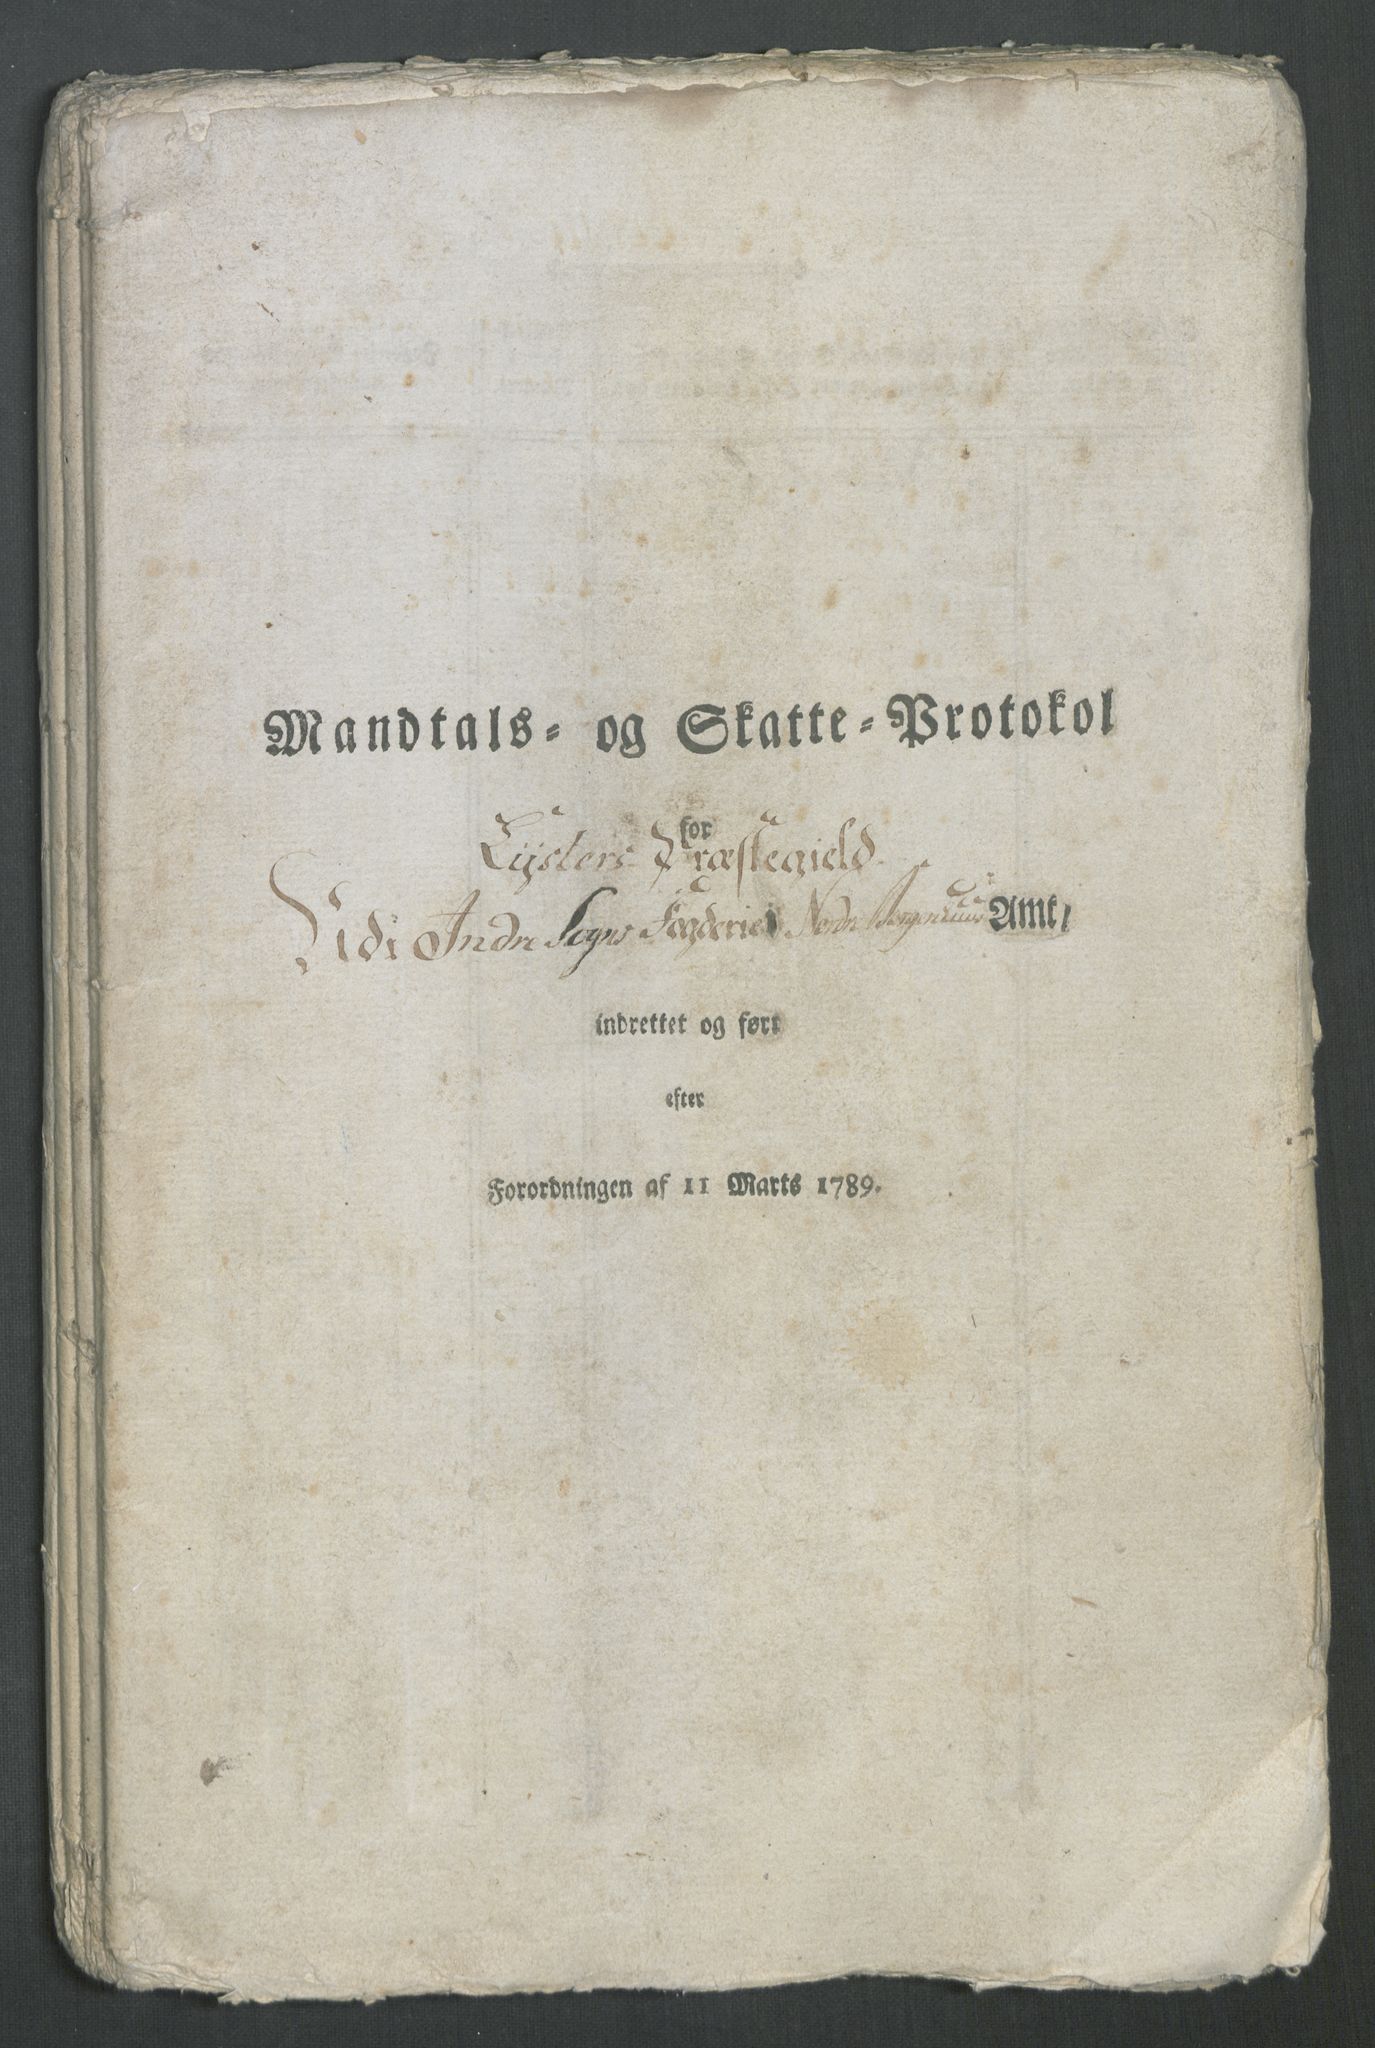 Mandtals- og Skatte-Protokol
for
Lysters Præstegield
Udi Indre Sogns Fogderie Nordre Bergenhuus Amt,
indrettet og ført
efter
Forordningen af 11 Marts 1789.